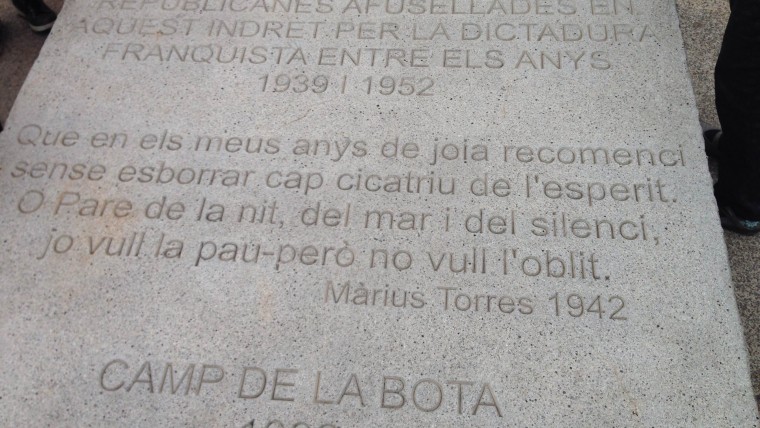 REPUBLICANES AFUSELLADES EN
AQUEST INDRET PER LA DICTADURA
FRANQUISTA ENTRE ELS ANYS
1939 I 1952
Que en els meus anys de joia recomenci
sense esborrar cap cicatriu de l'esperit.
O Pare de la nit, del mar i del silenci,
jo vull la pau-però no vull l'oblit.
Màrius Torres 1942
CAMP DE LA BOTA